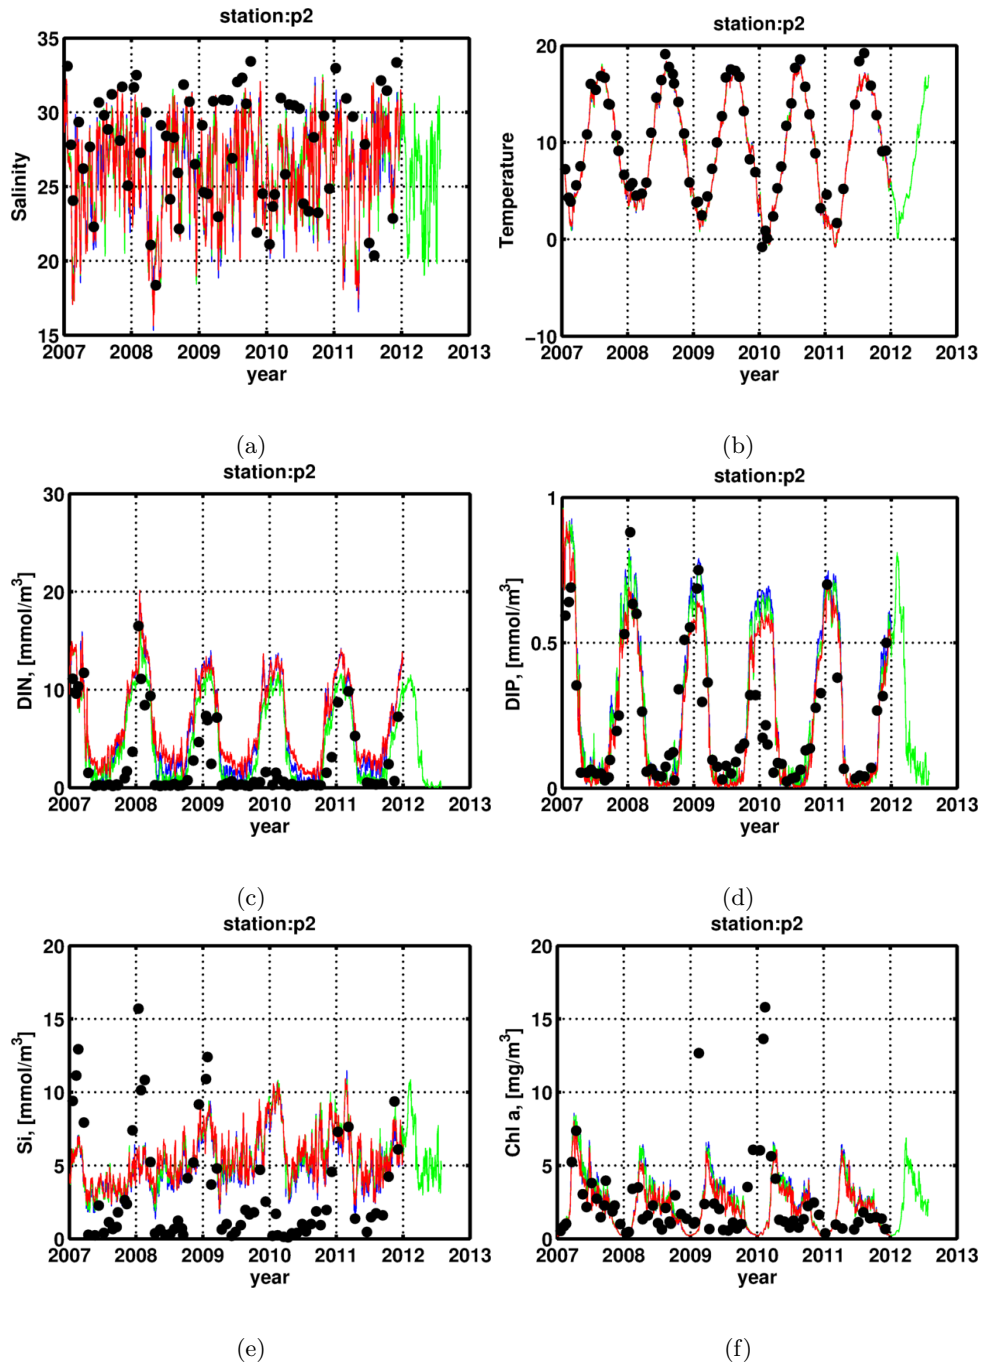 station:p2
35
30
25
20
15
Salinity
2007 2008 2009 2010 2011 2012 2013
year
(a)
station:p2
20
10
0
−10
Temperature
2007 2008 2009 2010 2011 2012 2013
year
(b)
station:p2
30
20
10
0
DIN, [mmol/m³]
2007 2008 2009 2010 2011 2012 2013
year
(c)
station:p2
1
0.5
0
DIP, [mmol/m³]
2007 2008 2009 2010 2011 2012 2013
year
(d)
station:p2
20
15
10
5
0
Si, [mmol/m³]
2007 2008 2009 2010 2011 2012 2013
year
(e)
station:p2
20
15
10
5
0
Chl a, [mg/m³]
2007 2008 2009 2010 2011 2012 2013
year
(f)